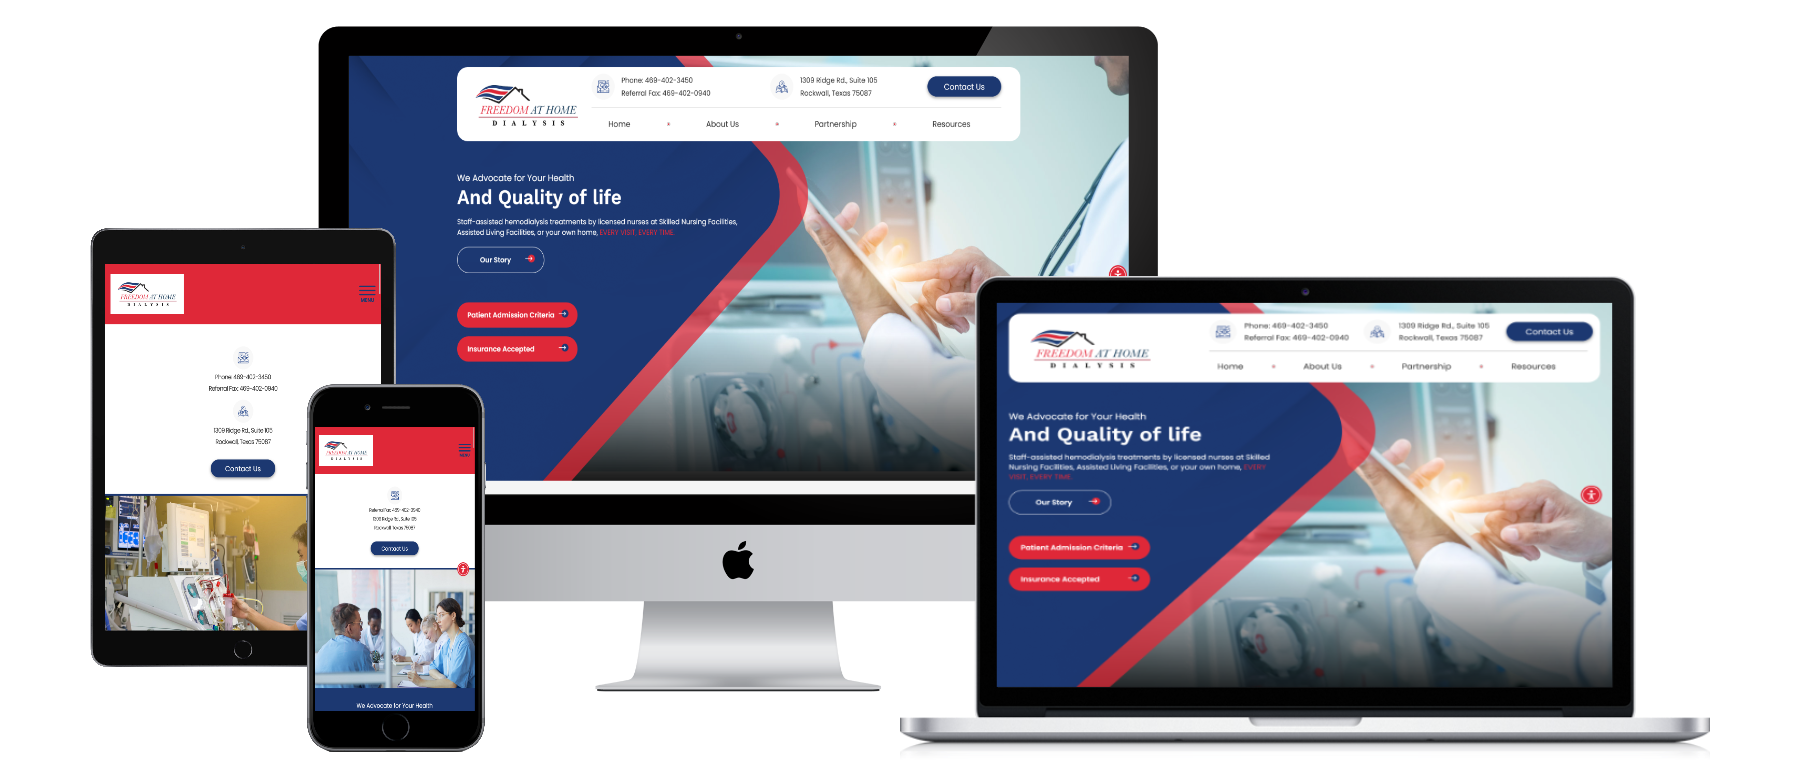 FREEDOM AT HOME
DIALYSIS
Phone: 469-402-3450
Referral Fax: 469-402-0940
1309 Ridge Rd., Suite 105
Rockwall, Texas 75087
Contact Us
Home
About Us
Partnership
Resources
We Advocate for Your Health
And Quality of life
Staff-assisted hemodialysis treatments by licensed nurses at Skilled Nursing Facilities,
Assisted Living Facilities, or your own home, EVERY VISIT. EVERY TIME.
Our Story
Patient Admission Criteria
Insurance Accepted
FREEDOM AT HOME
DIALYSIS
MENU
Phone: 469-402-3450
Referral Fax: 469-402-0940
1309 Ridge Rd., Suite 105
Rockwall, Texas 75087
Contact Us
FREEDOM AT HOME
DIALYSIS
MENU
Referral Fax: 469-402-0940
1309 Ridge Rd., Suite 105
Rockwall, Texas 75087
Contact Us
We Advocate for Your Health
FREEDOM AT HOME
DIALYSIS
Phone: 469-402-3450
Referral Fax: 469-402-0940
1309 Ridge Rd., Suite 105
Rockwall, Texas 75087
Contact Us
Home
About Us
Partnership
Resources
We Advocate for Your Health
And Quality of life
Staff-assisted hemodialysis treatments by licensed nurses at Skilled
Nursing Facilities, Assisted Living Facilities, or your own home, EVERY
VISIT. EVERY TIME.
Our Story
Patient Admission Criteria
Insurance Accepted